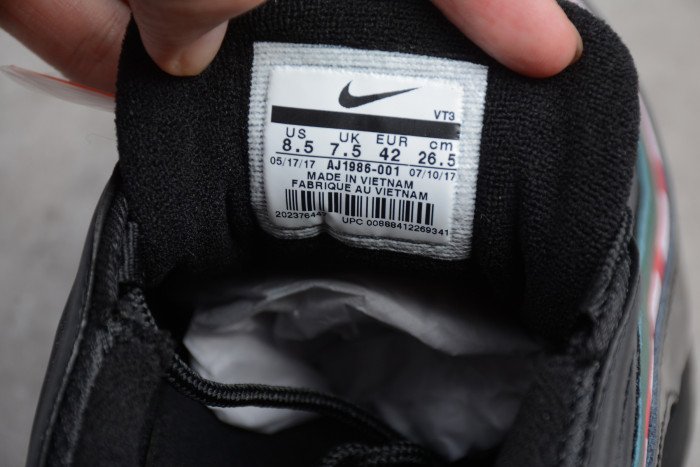 VT3
US UK EUR cm
8.5 7.5 42 26.5
05/17/17 AJ1986-001 07/10/17
MADE IN VIETNAM
FABRIQUE AU VIETNAM
UPC 00888412269341